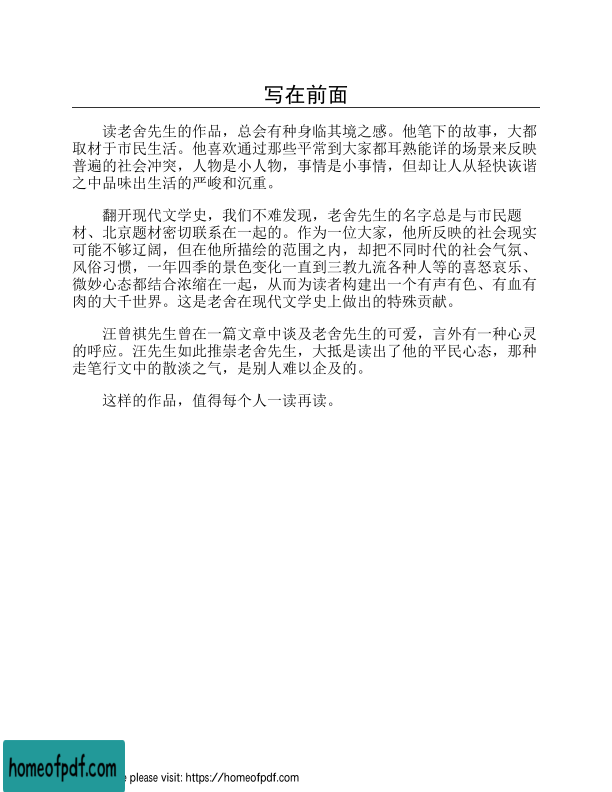 写在前面
读老舍先生的作品，总会有种身临其境之感。他笔下的故事，大都
取材于市民生活。他喜欢通过那些平常到大家都耳熟能详的场景来反映
普遍的社会冲突，人物是小人物，事情是小事情，但却让人从轻快诙谐
之中品味出生活的严峻和沉重。
翻开现代文学史，我们不难发现，老舍先生的名字总是与市民题
材、北京题材密切联系在一起的。作为一位大家，他所反映的社会现实
可能不够辽阔，但在他所描绘的范围之内，却把不同时代的社会气氛、
风俗习惯，一年四季的景色变化一直到三教九流各种人等的喜怒哀乐、
微妙心态都结合浓缩在一起，从而为读者构建出一个有声有色、有血有
肉的大千世界。这是老舍在现代文学史上做出的特殊贡献。
汪曾祺先生曾在一篇文章中谈及老舍先生的可爱，言外有一种心灵
的呼应。汪先生如此推崇老舍先生，大抵是读出了他的平民心态，那种
走笔行文中的散淡之气，是别人难以企及的。
这样的作品，值得每个人一读再读。
homeofpdf.com
please visit: https://homeofpdf.com